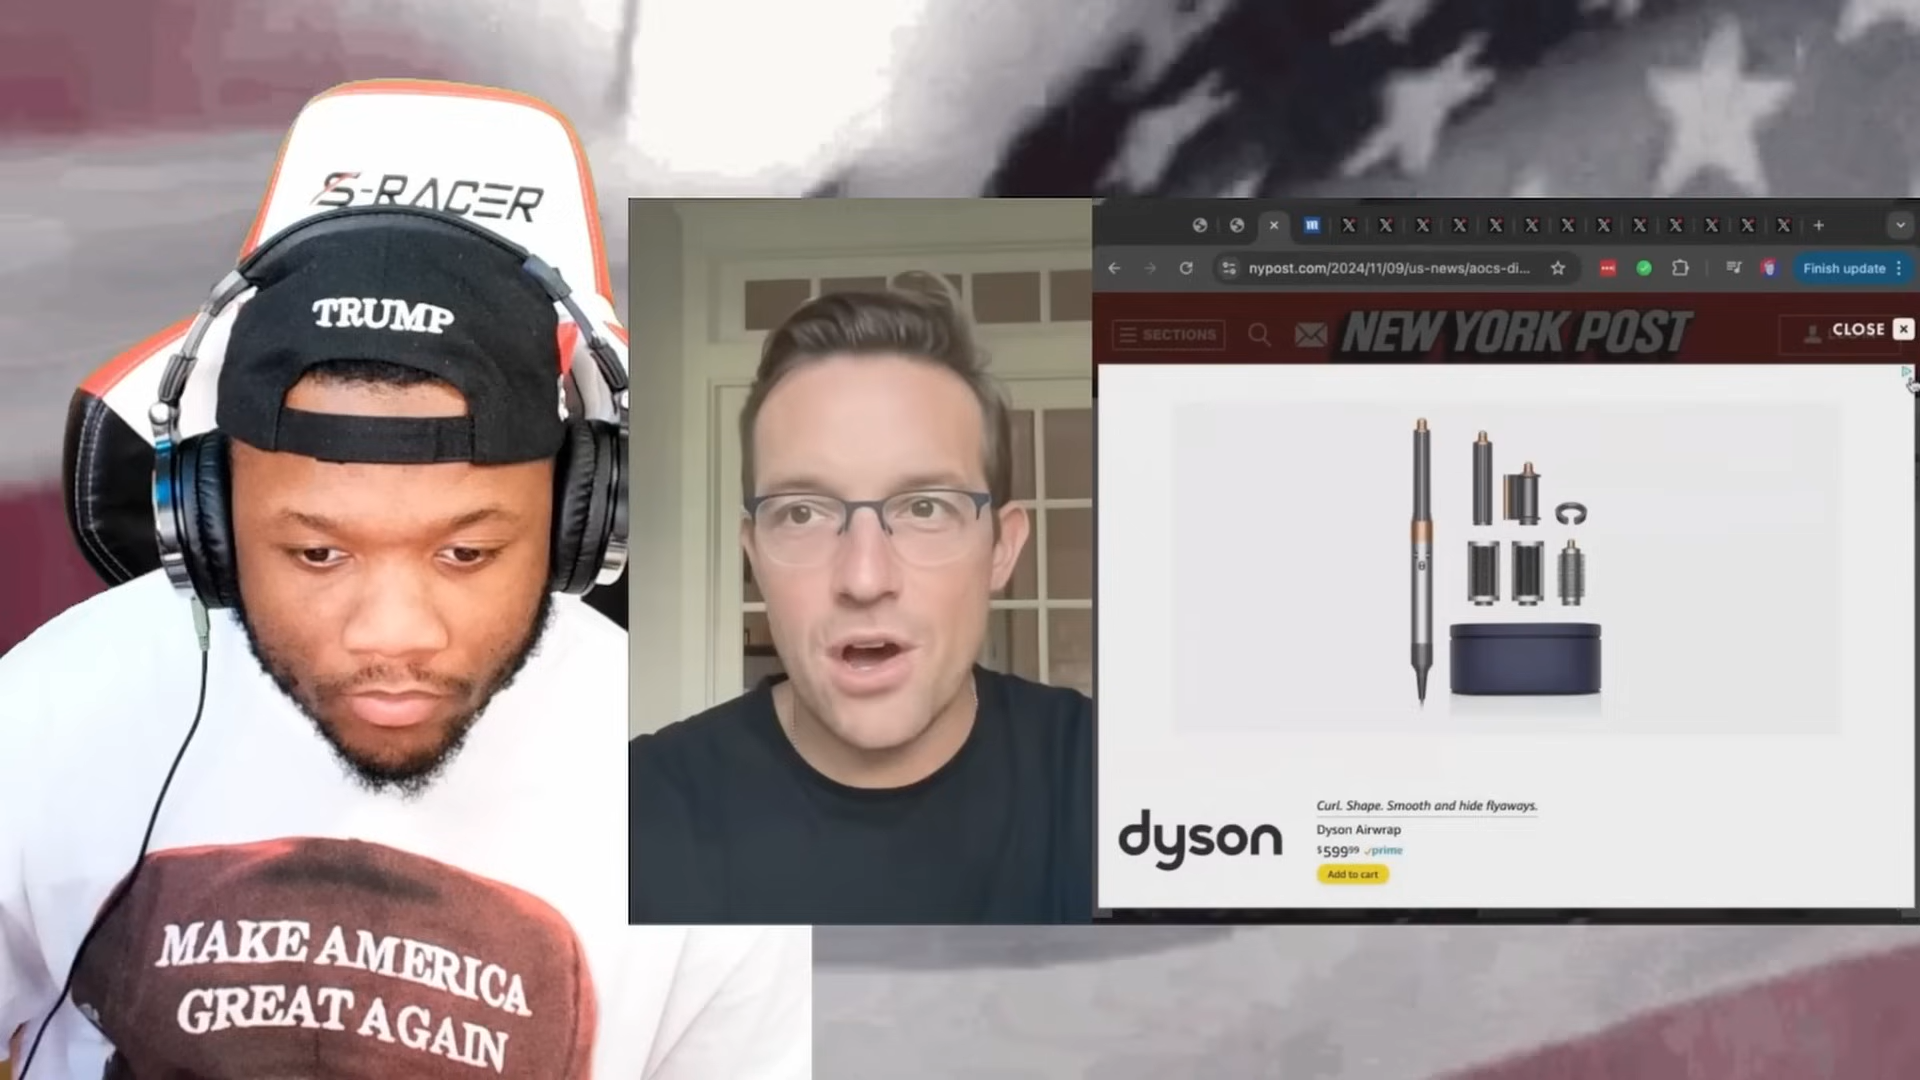 S-RACER
TRUMP
MAKE AMERICA
GREAT AGAIN
nypost.com/2024/11/09/us-news/aocs-di...
Finish update
SECTIONS
NEW YORK POST
CLOSE
dyson
Curl. Shape. Smooth and hide flyaways.
Dyson Airwrap
$599⁹⁹ prime
Add to cart